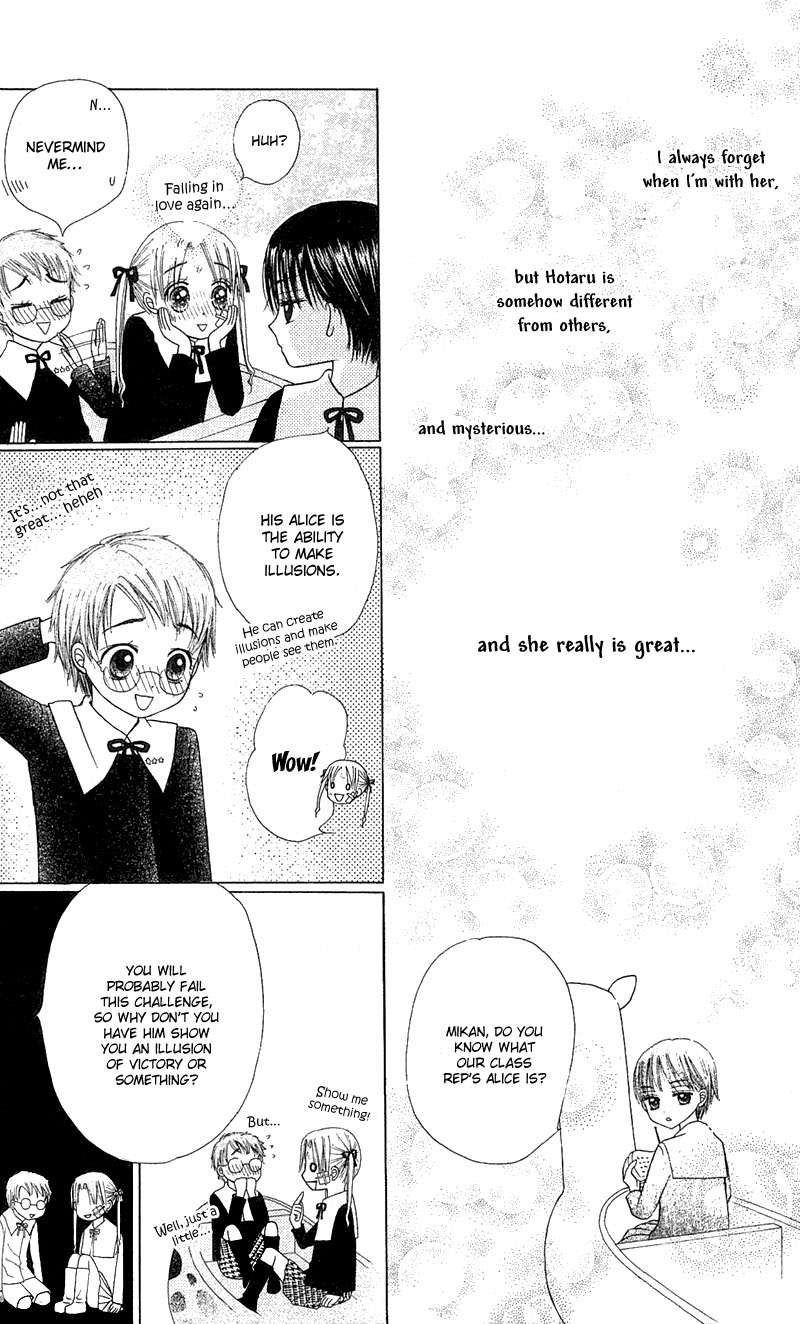 I always forget
when I'm with her,
but Hotaru is
somehow different
from others,
and mysterious...
and she really is great...
MIKAN, DO YOU
KNOW WHAT
OUR CLASS
REP'S ALICE IS?
HUH?
Falling in
love again...
N...
NEVERMIND
ME...
HIS ALICE IS
THE ABILITY
TO MAKE
ILLUSIONS.
He can create
illusions and make
people see them.
It's...not that
great... heheh
Wow!
YOU WILL
PROBABLY FAIL
THIS CHALLENGE,
SO WHY DON'T YOU
HAVE HIM SHOW
YOU AN ILLUSION
OF VICTORY OR
SOMETHING?
Show me
something!
But...
Well, just a
little...